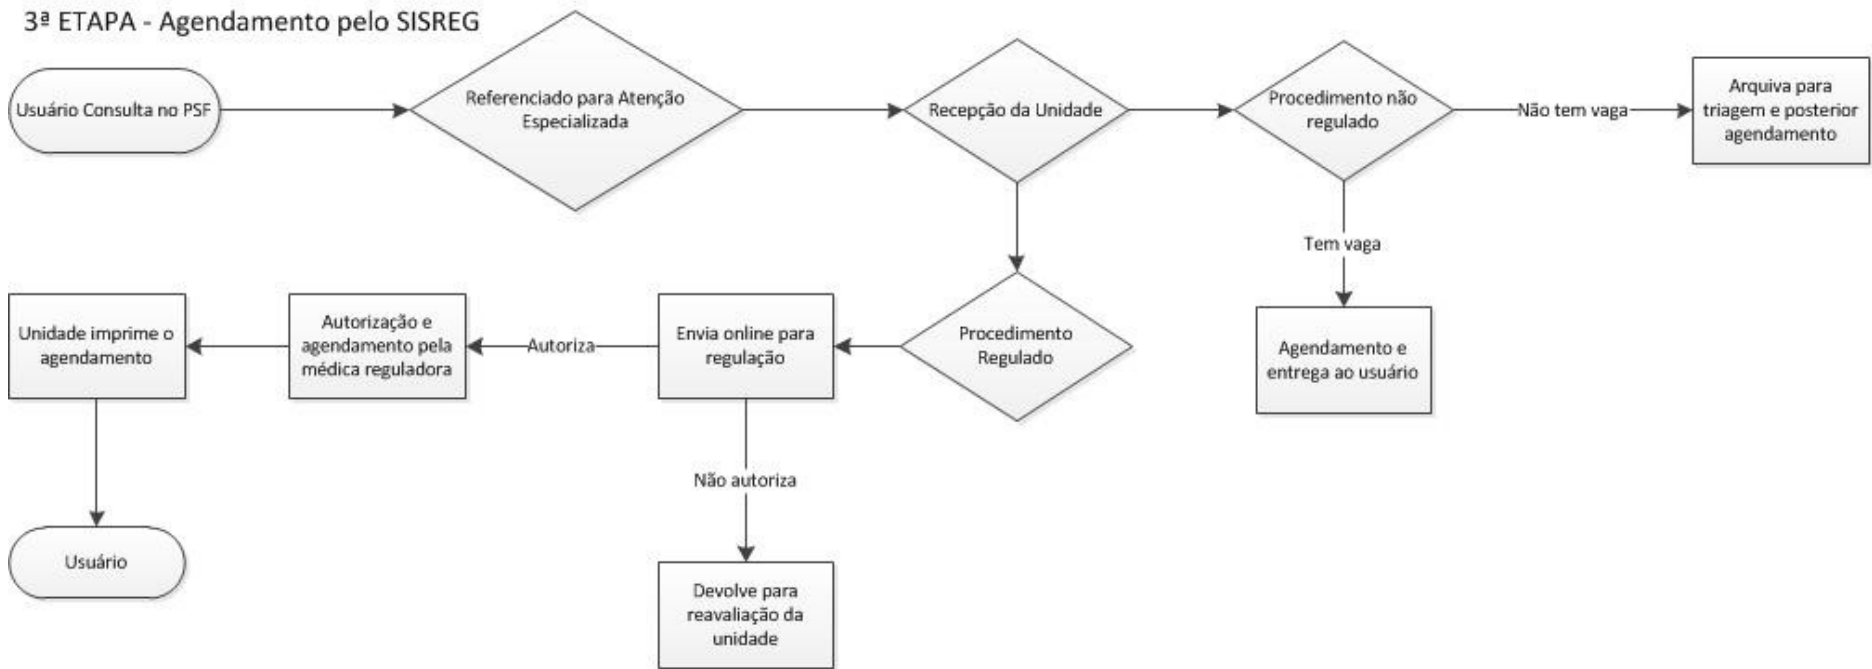 3ª ETAPA - Agendamento pelo SISREG
Usuário Consulta no PSF
Referenciado para Atenção
Especializada
Recepção da Unidade
Procedimento não
regulado
Não tem vaga
Arquiva para
triagem e posterior
agendamento
Tem vaga
Agendamento e
entrega ao usuário
Procedimento
Regulado
Envia online para
regulação
Autoriza
Autorização e
agendamento pela
médica reguladora
Unidade imprime o
agendamento
Usuário
Não autoriza
Devolve para
reavaliação da
unidade